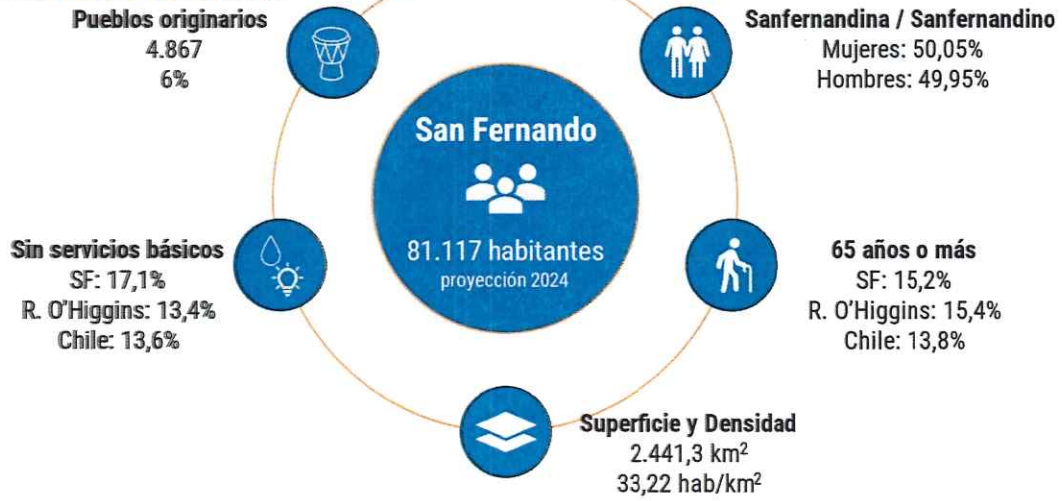 Pueblos originarios
4.867
6%
Sanfernandina / Sanfernandino
Mujeres: 50,05%
Hombres: 49,95%
San Fernando
81.117 habitantes
proyección 2024
Sin servicios básicos
SF: 17,1%
R. O'Higgins: 13,4%
Chile: 13,6%
65 años o más
SF: 15,2%
R. O'Higgins: 15,4%
Chile: 13,8%
Superficie y Densidad
2.441,3 km²
33,22 hab/km²